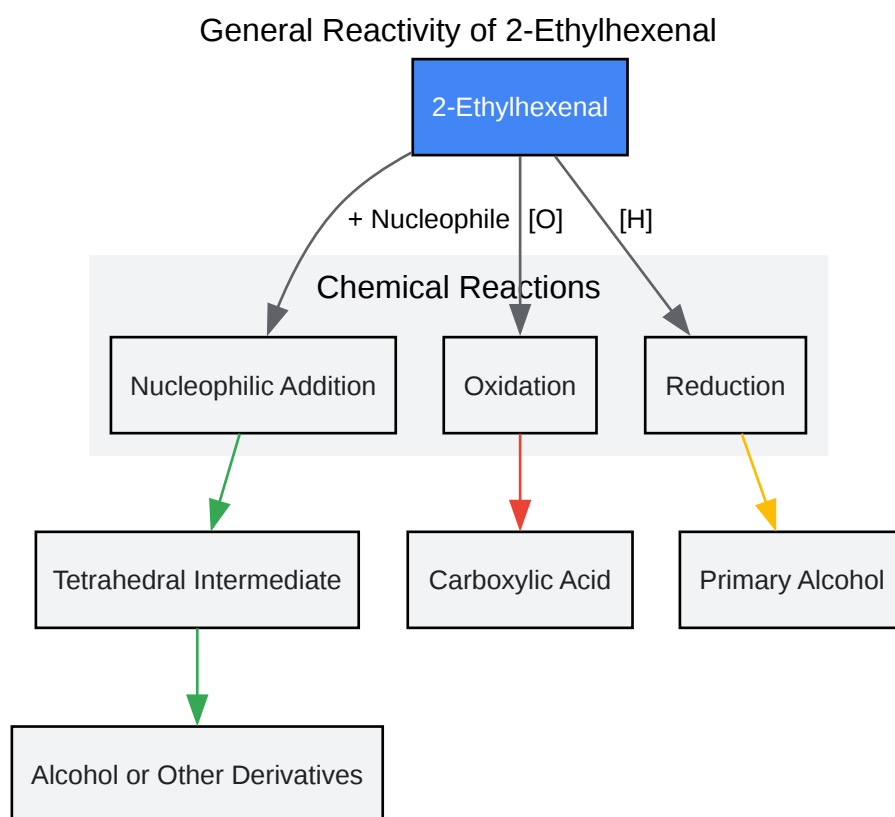 General Reactivity of 2-Ethylhexenal
2-Ethylhexenal
+ Nucleophile [O] [H]
Chemical Reactions
Nucleophilic Addition Oxidation Reduction
Tetrahedral Intermediate Carboxylic Acid Primary Alcohol
Alcohol or Other Derivatives